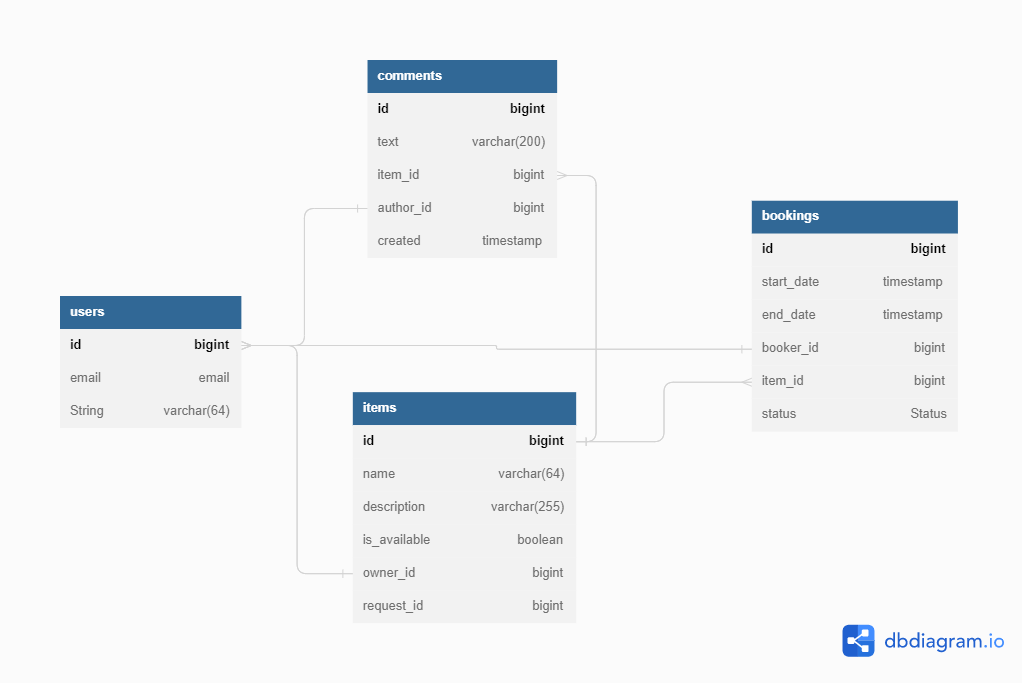 comments
id bigint
text varchar(200)
item_id bigint
author_id bigint
created timestamp
bookings
id bigint
start_date timestamp
end_date timestamp
booker_id bigint
item_id bigint
status Status
users
id bigint
email email
String varchar(64)
items
id bigint
name varchar(64)
description varchar(255)
is_available boolean
owner_id bigint
request_id bigint
dbdiagram.io